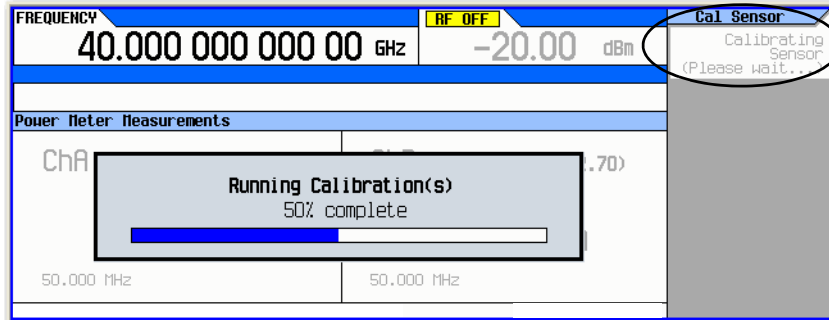 FREQUENCY
40.000 000 000 00 GHz
RF OFF
-20.00 dBm
Cal Sensor
Calibrating
Sensor
(Please wait...)
Power Meter Measurements
ChA
.70)
Running Calibration(s)
50% complete
50.000 MHz
50.000 MHz